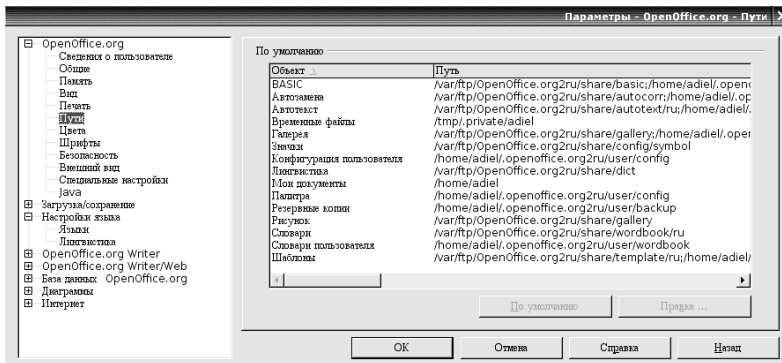 Параметры - OpenOffice.org - Пути
OpenOffice.org
Сведения о пользователе
Общие
Память
Вид
Печать
Пути
Цвета
Шрифты
Безопасность
Внешний вид
Специальные настройки
Java
Загрузка/сохранение
Настройки языка
Языки
Лингвистика
OpenOffice.org Writer
OpenOffice.org Writer/Web
База данных OpenOffice.org
Диаграммы
Интернет
По умолчанию
Объект Путь
BASIC /var/ftp/OpenOffice.org2ru/share/basic;/home/adiel/.openo
Автозамена /var/ftp/OpenOffice.org2ru/share/autocorr;/home/adiel/.op
Автотекст /var/ftp/OpenOffice.org2ru/share/autotext/ru;/home/adiel/.
Временные файлы /tmp/.private/adiel
Галерея /var/ftp/OpenOffice.org2ru/share/gallery;/home/adiel/.oper
Значки /var/ftp/OpenOffice.org2ru/share/config/symbol
Конфигурация пользователя /home/adiel/.openoffice.org2ru/user/config
Лингвистика /var/ftp/OpenOffice.org2ru/share/dict
Мои документы /home/adiel
Палитра /home/adiel/.openoffice.org2ru/user/config
Резервные копии /home/adiel/.openoffice.org2ru/user/backup
Рисунок /var/ftp/OpenOffice.org2ru/share/gallery
Словари /var/ftp/OpenOffice.org2ru/share/wordbook/ru
Словари пользователя /home/adiel/.openoffice.org2ru/user/wordbook
Шаблоны /var/ftp/OpenOffice.org2ru/share/template/ru;/home/adiel/
По умолчанию Правка ...
OK Отмена Справка Назад